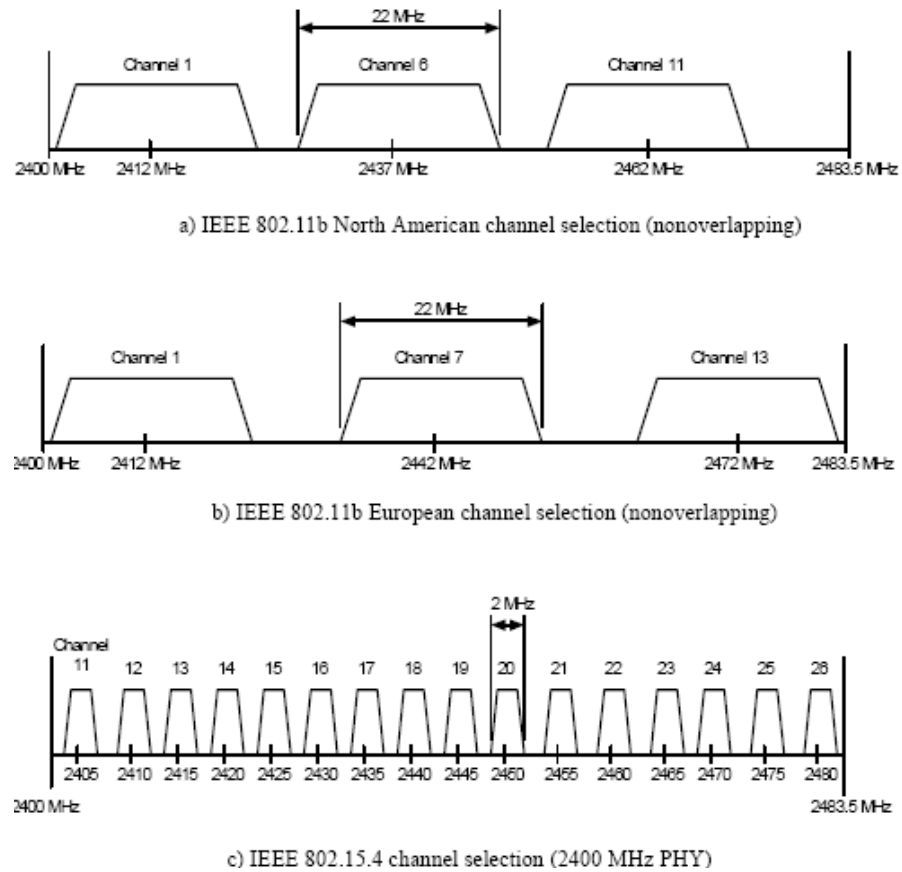 22 MHz
Channel 1 Channel 6 Channel 11
2400 MHz 2412 MHz 2437 MHz 2462 MHz 2483.5 MHz
a) IEEE 802.11b North American channel selection (nonoverlapping)
22 MHz
Channel 1 Channel 7 Channel 13
2400 MHz 2412 MHz 2442 MHz 2472 MHz 2483.5 MHz
b) IEEE 802.11b European channel selection (nonoverlapping)
2 MHz
Channel
11 12 13 14 15 16 17 18 19 20 21 22 23 24 25 26
2405 2410 2415 2420 2425 2430 2435 2440 2445 2450 2455 2460 2465 2470 2475 2480
2400 MHz 2483.5 MHz
c) IEEE 802.15.4 channel selection (2400 MHz PHY)